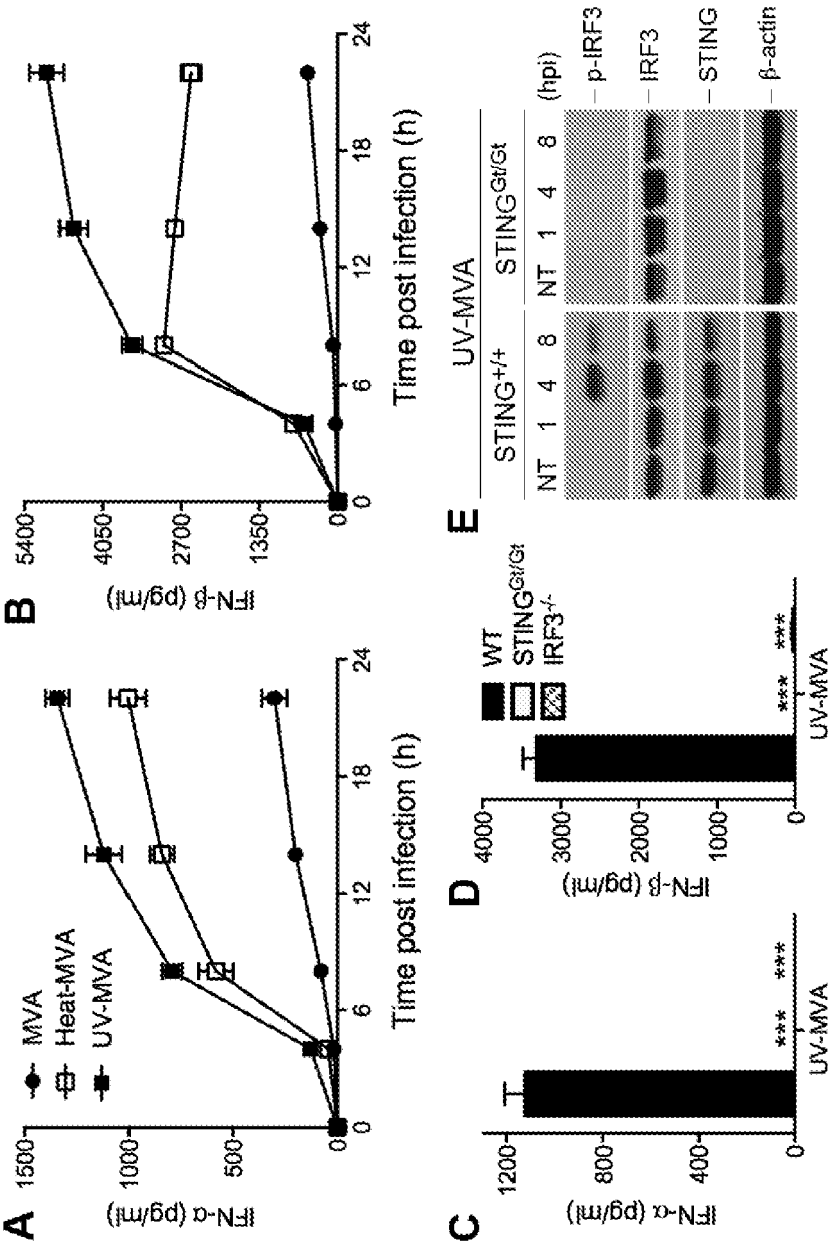 A
IFN-α (pg/ml)
1500
1000
500
0
MVA
Heat-MVA
UV-MVA
0 6 12 18 24
Time post infection (h)
B
IFN-β (pg/ml)
5400
4050
2700
1350
0
0 6 12 18 24
Time post infection (h)
C
IFN-α (pg/ml)
1200
800
400
0
*** ***
UV-MVA
D
IFN-β (pg/ml)
4000
3000
2000
1000
0
WT
STING^Gt/Gt
IRF3^-/-
*** ***
UV-MVA
E
UV-MVA
STING^+/+ STING^Gt/Gt
NT 1 4 8 NT 1 4 8 (hpi)
p-IRF3
IRF3
STING
β-actin